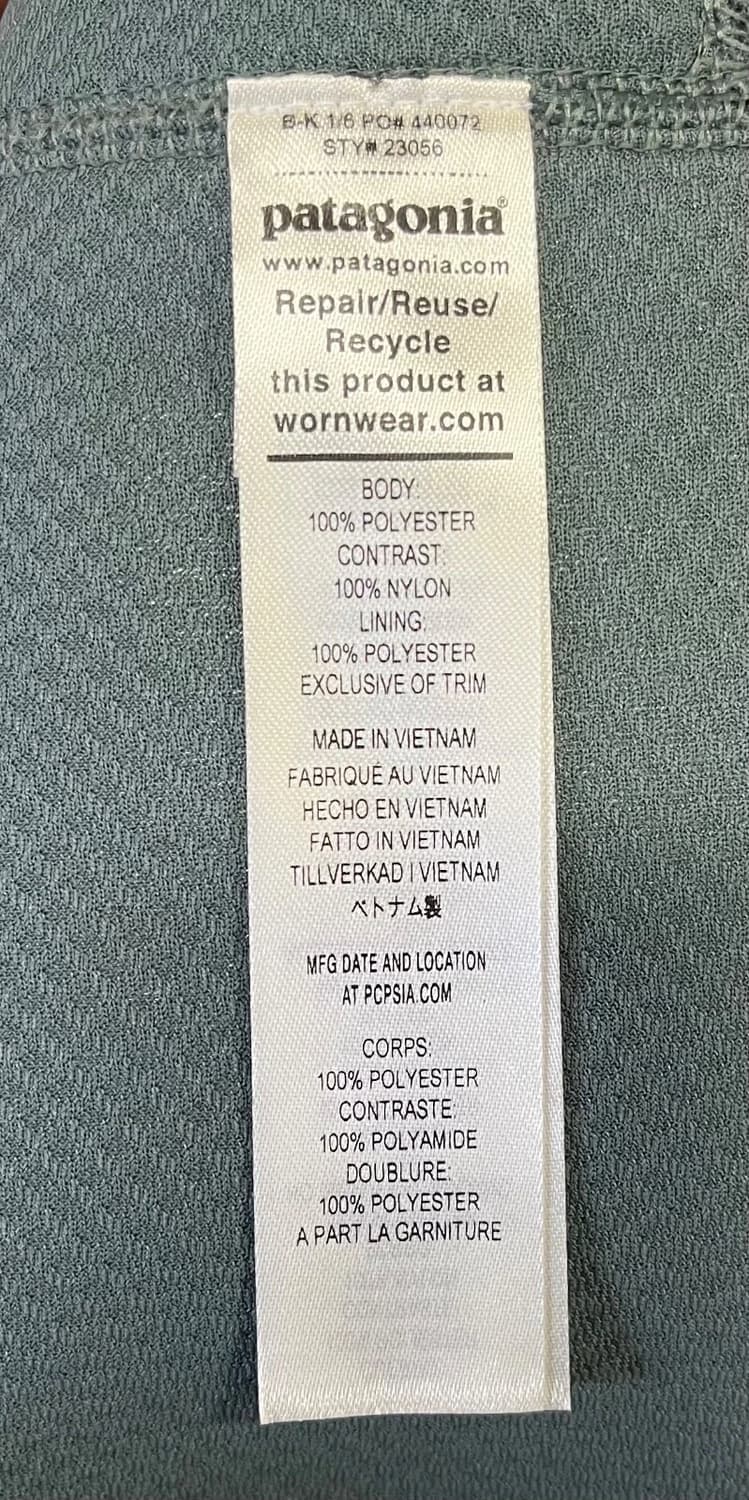 B-K 1/6 PO# 440072
STY# 23056
patagonia®
www.patagonia.com
Repair/Reuse/
Recycle
this product at
wornwear.com
BODY:
100% POLYESTER
CONTRAST:
100% NYLON
LINING:
100% POLYESTER
EXCLUSIVE OF TRIM
MADE IN VIETNAM
FABRIQUÉ AU VIETNAM
HECHO EN VIETNAM
FATTO IN VIETNAM
TILLVERKAD I VIETNAM
ベトナム製
MFG DATE AND LOCATION
AT PCPSIA.COM
CORPS:
100% POLYESTER
CONTRASTE:
100% POLYAMIDE
DOUBLURE:
100% POLYESTER
A PART LA GARNITURE